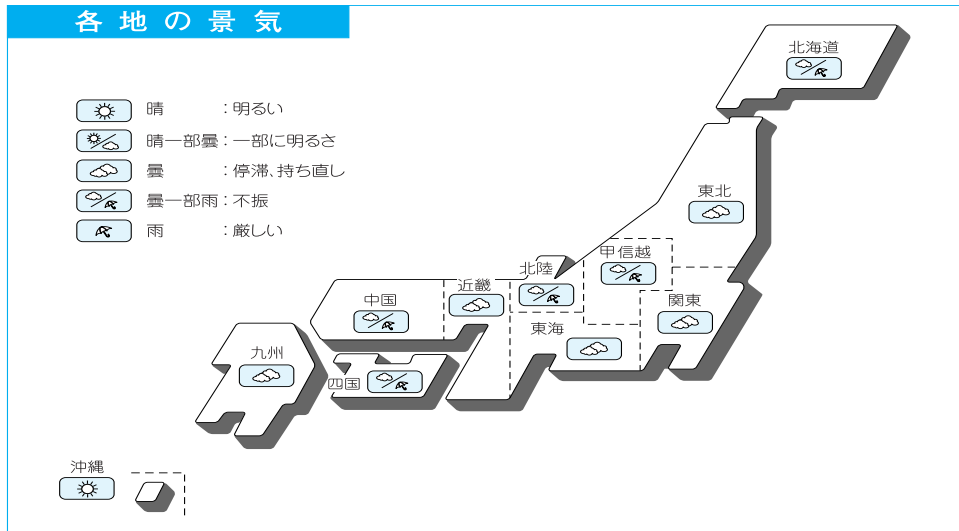 各地の景気
晴　：明るい
晴一部曇：一部に明るさ
曇　：停滞、持ち直し
曇一部雨：不振
雨　：厳しい
北海道
東北
甲信越
北陸
近畿
関東
中国
東海
九州
四国
沖縄